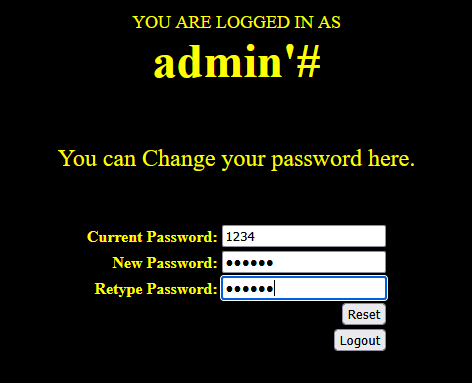 YOU ARE LOGGED IN AS
admin'#
You can Change your password here.
Current Password: 1234
New Password: ••••••
Retype Password: ••••••
Reset
Logout